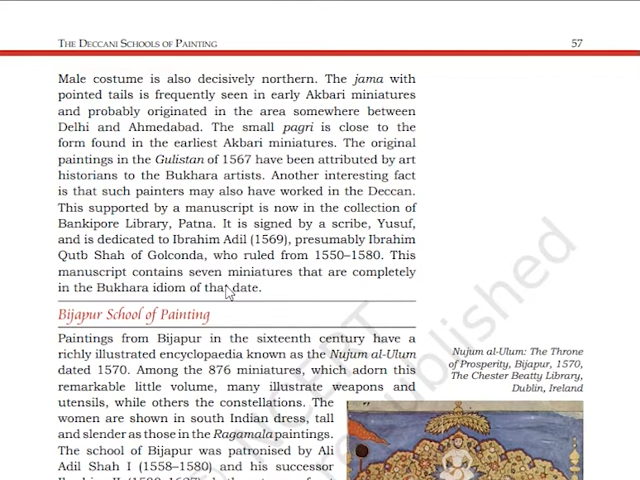 THE DECCANI SCHOOLS OF PAINTING
57
Male costume is also decisively northern. The jama with
pointed tails is frequently seen in early Akbari miniatures
and probably originated in the area somewhere between
Delhi and Ahmedabad. The small pagri is close to the
form found in the earliest Akbari miniatures. The original
paintings in the Gulistan of 1567 have been attributed by art
historians to the Bukhara artists. Another interesting fact
is that such painters may also have worked in the Deccan.
This supported by a manuscript is now in the collection of
Bankipore Library, Patna. It is signed by a scribe, Yusuf,
and is dedicated to Ibrahim Adil (1569), presumably Ibrahim
Qutb Shah of Golconda, who ruled from 1550–1580. This
manuscript contains seven miniatures that are completely
in the Bukhara idiom of that date.
Bijapur School of Painting
Paintings from Bijapur in the sixteenth century have a
richly illustrated encyclopaedia known as the Nujum al-Ulum
dated 1570. Among the 876 miniatures, which adorn this
remarkable little volume, many illustrate weapons and
utensils, while others the constellations. The
women are shown in south Indian dress, tall
and slender as those in the Ragamala paintings.
The school of Bijapur was patronised by Ali
Adil Shah I (1558–1580) and his successor
Nujum al-Ulum: The Throne
of Prosperity, Bijapur, 1570,
The Chester Beatty Library,
Dublin, Ireland
NCERT
republished